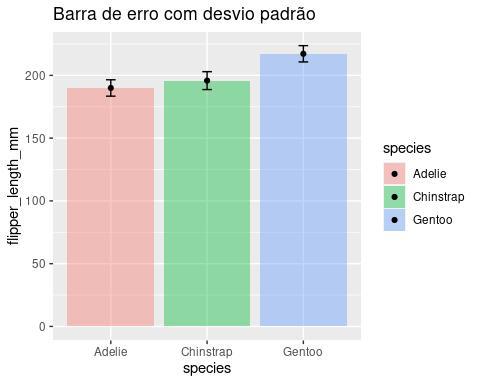 Barra de erro com desvio padrão
flipper_length_mm
200
150
100
50
0
Adelie
Chinstrap
Gentoo
species
species
Adelie
Chinstrap
Gentoo